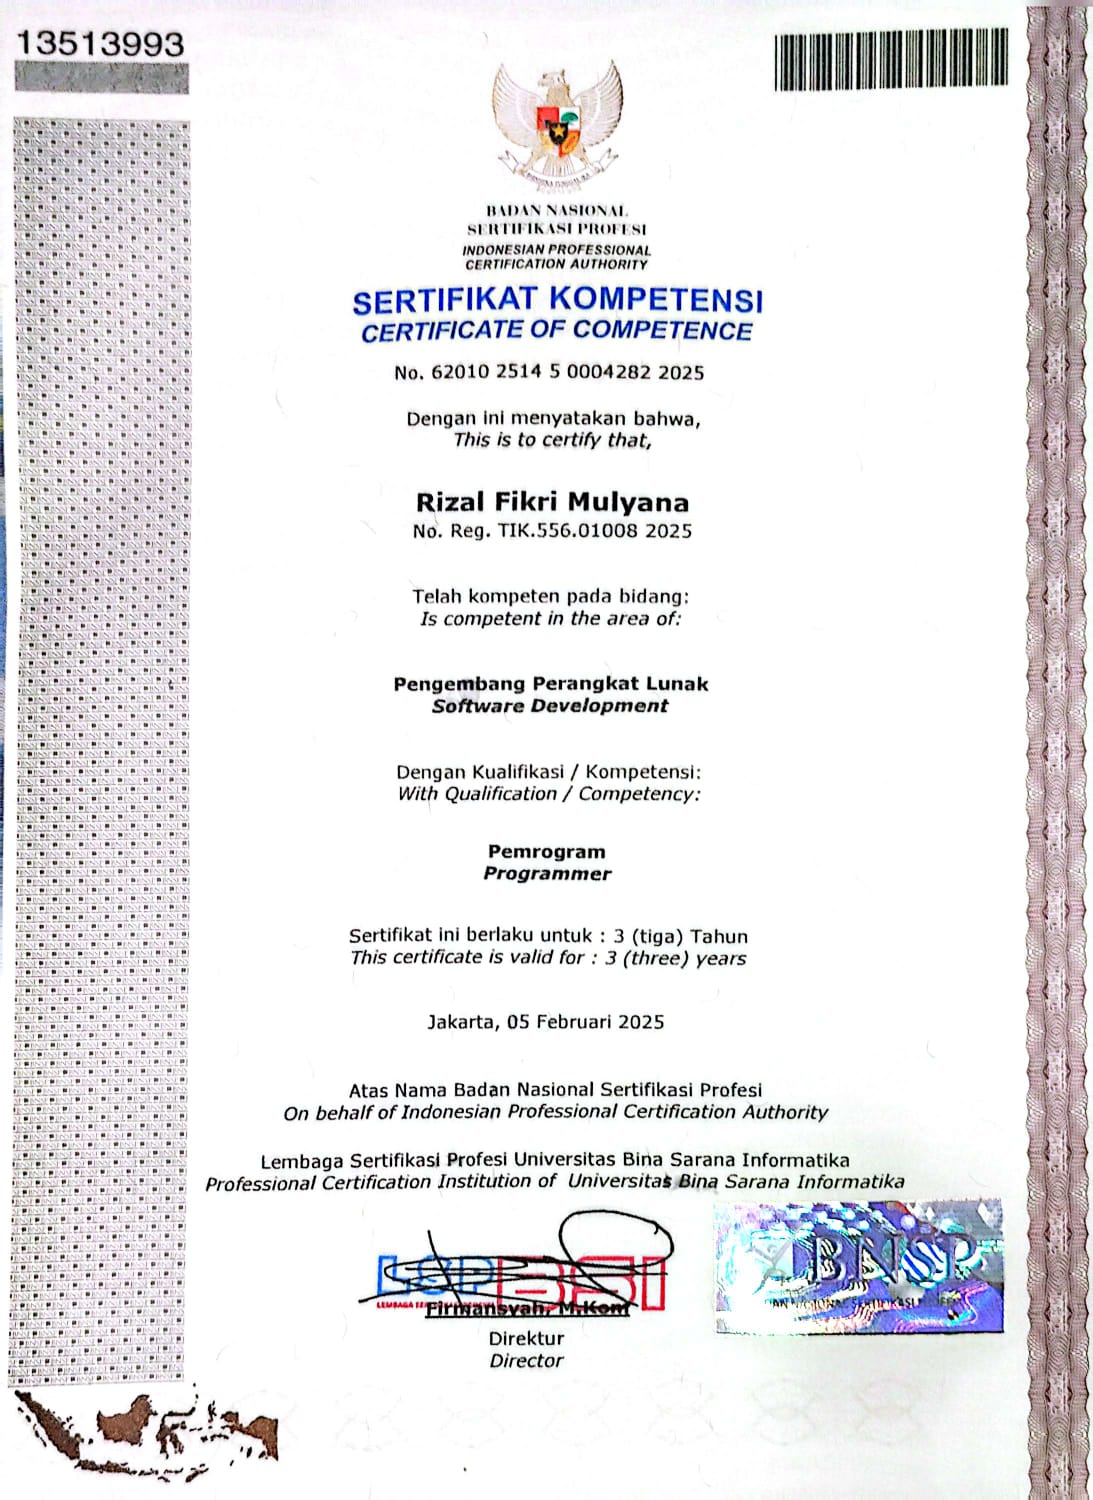 13513993
BADAN NASIONAL
SERTIFIKASI PROFESI
INDONESIAN PROFESSIONAL
CERTIFICATION AUTHORITY
SERTIFIKAT KOMPETENSI
CERTIFICATE OF COMPETENCE
No. 62010 2514 5 0004282 2025
Dengan ini menyatakan bahwa,
This is to certify that,
Rizal Fikri Mulyana
No. Reg. TIK.556.01008 2025
Telah kompeten pada bidang:
Is competent in the area of:
Pengembang Perangkat Lunak
Software Development
Dengan Kualifikasi / Kompetensi:
With Qualification / Competency:
Pemrogram
Programmer
Sertifikat ini berlaku untuk : 3 (tiga) Tahun
This certificate is valid for : 3 (three) years
Jakarta, 05 Februari 2025
Atas Nama Badan Nasional Sertifikasi Profesi
On behalf of Indonesian Professional Certification Authority
Lembaga Sertifikasi Profesi Universitas Bina Sarana Informatika
Professional Certification Institution of Universitas Bina Sarana Informatika
LSP BSI
BNSP
Firmansyah, M.Kom
Direktur
Director